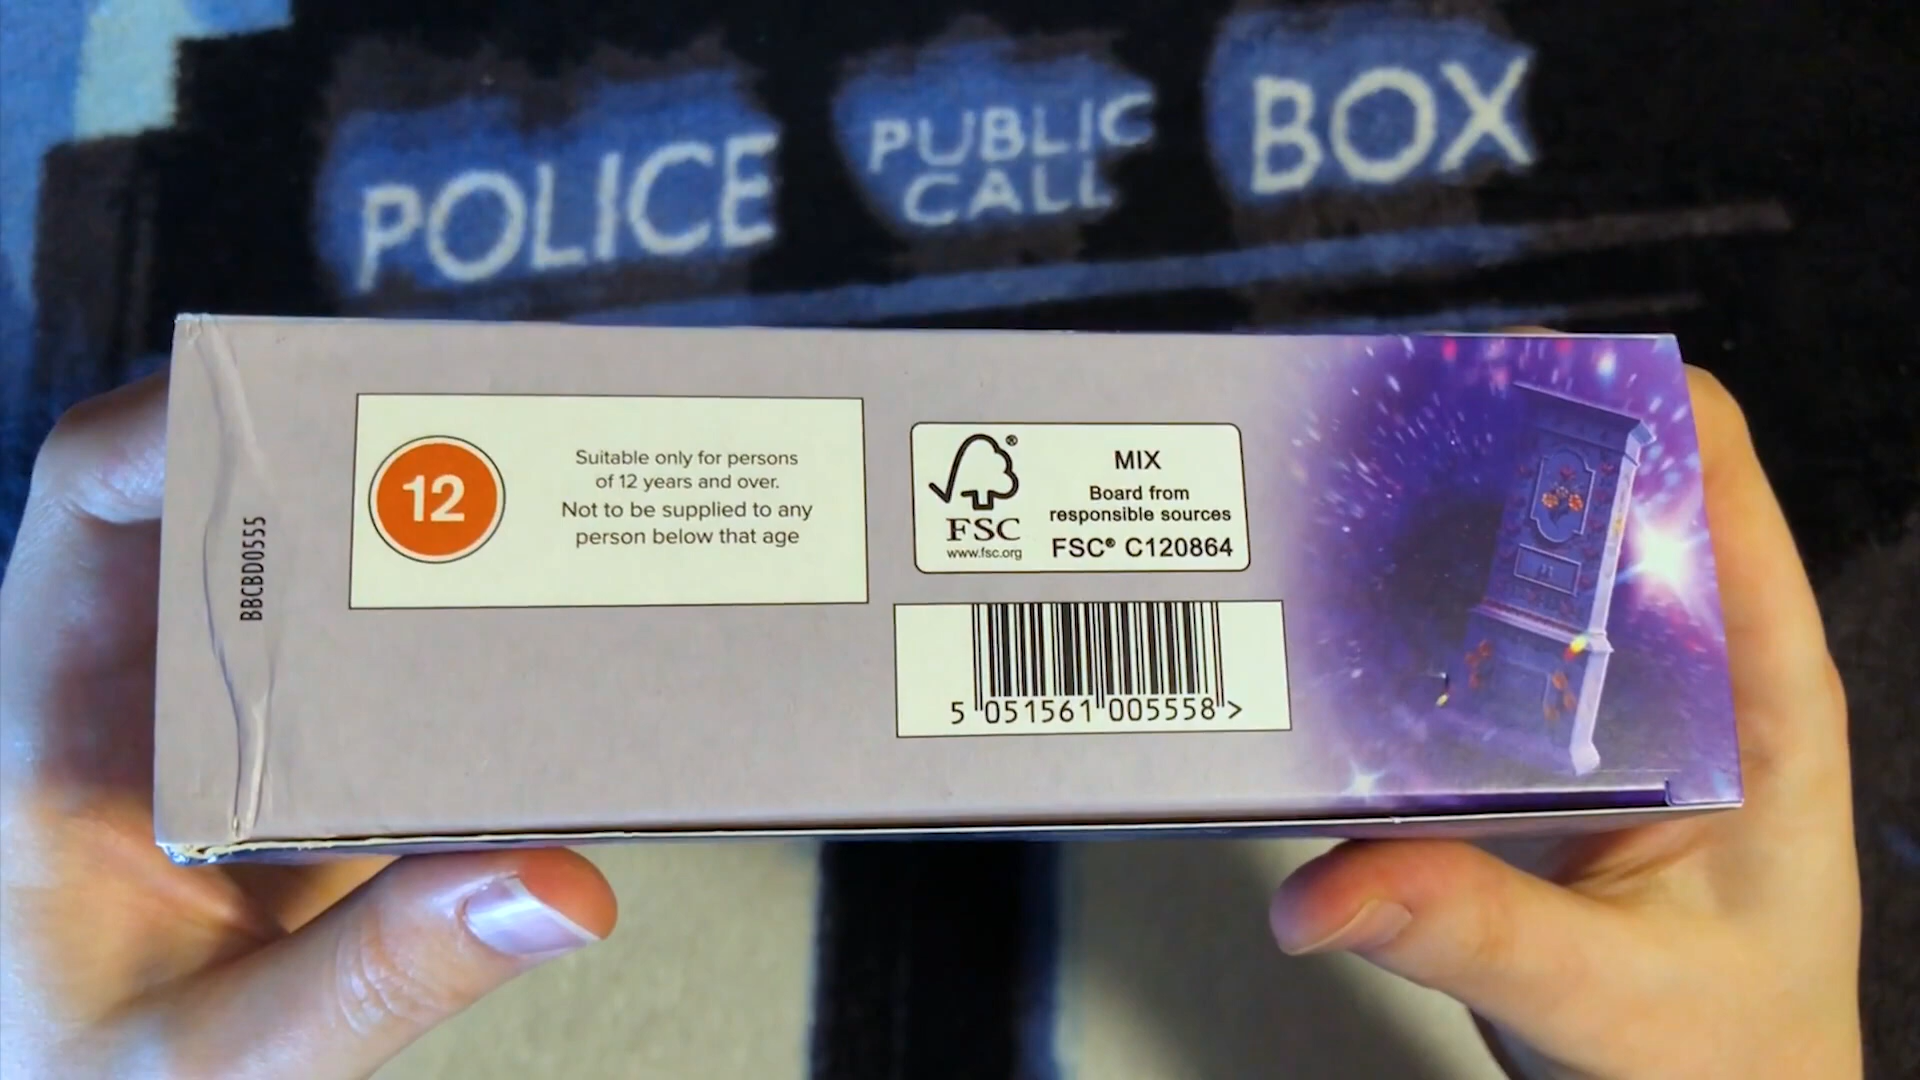 POLICE
PUBLIC
CALL
BOX
BBCBD0555
12
Suitable only for persons
of 12 years and over.
Not to be supplied to any
person below that age
®
FSC
www.fsc.org
MIX
Board from
responsible sources
FSC® C120864
5 051561 005558 >